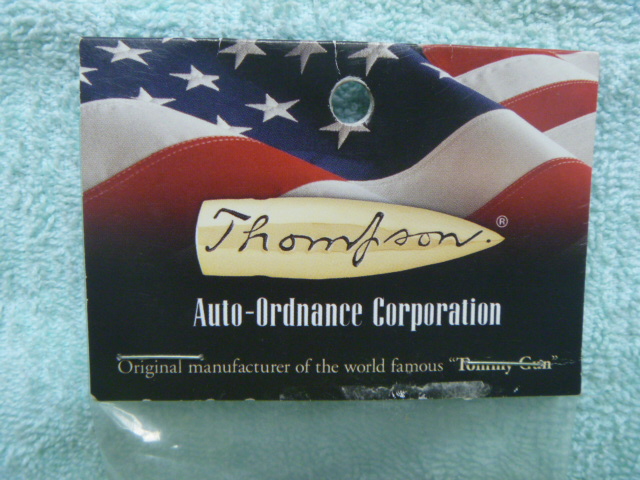 Thompson.®
Auto-Ordnance Corporation
Original manufacturer of the world famous "Tommy Gun"